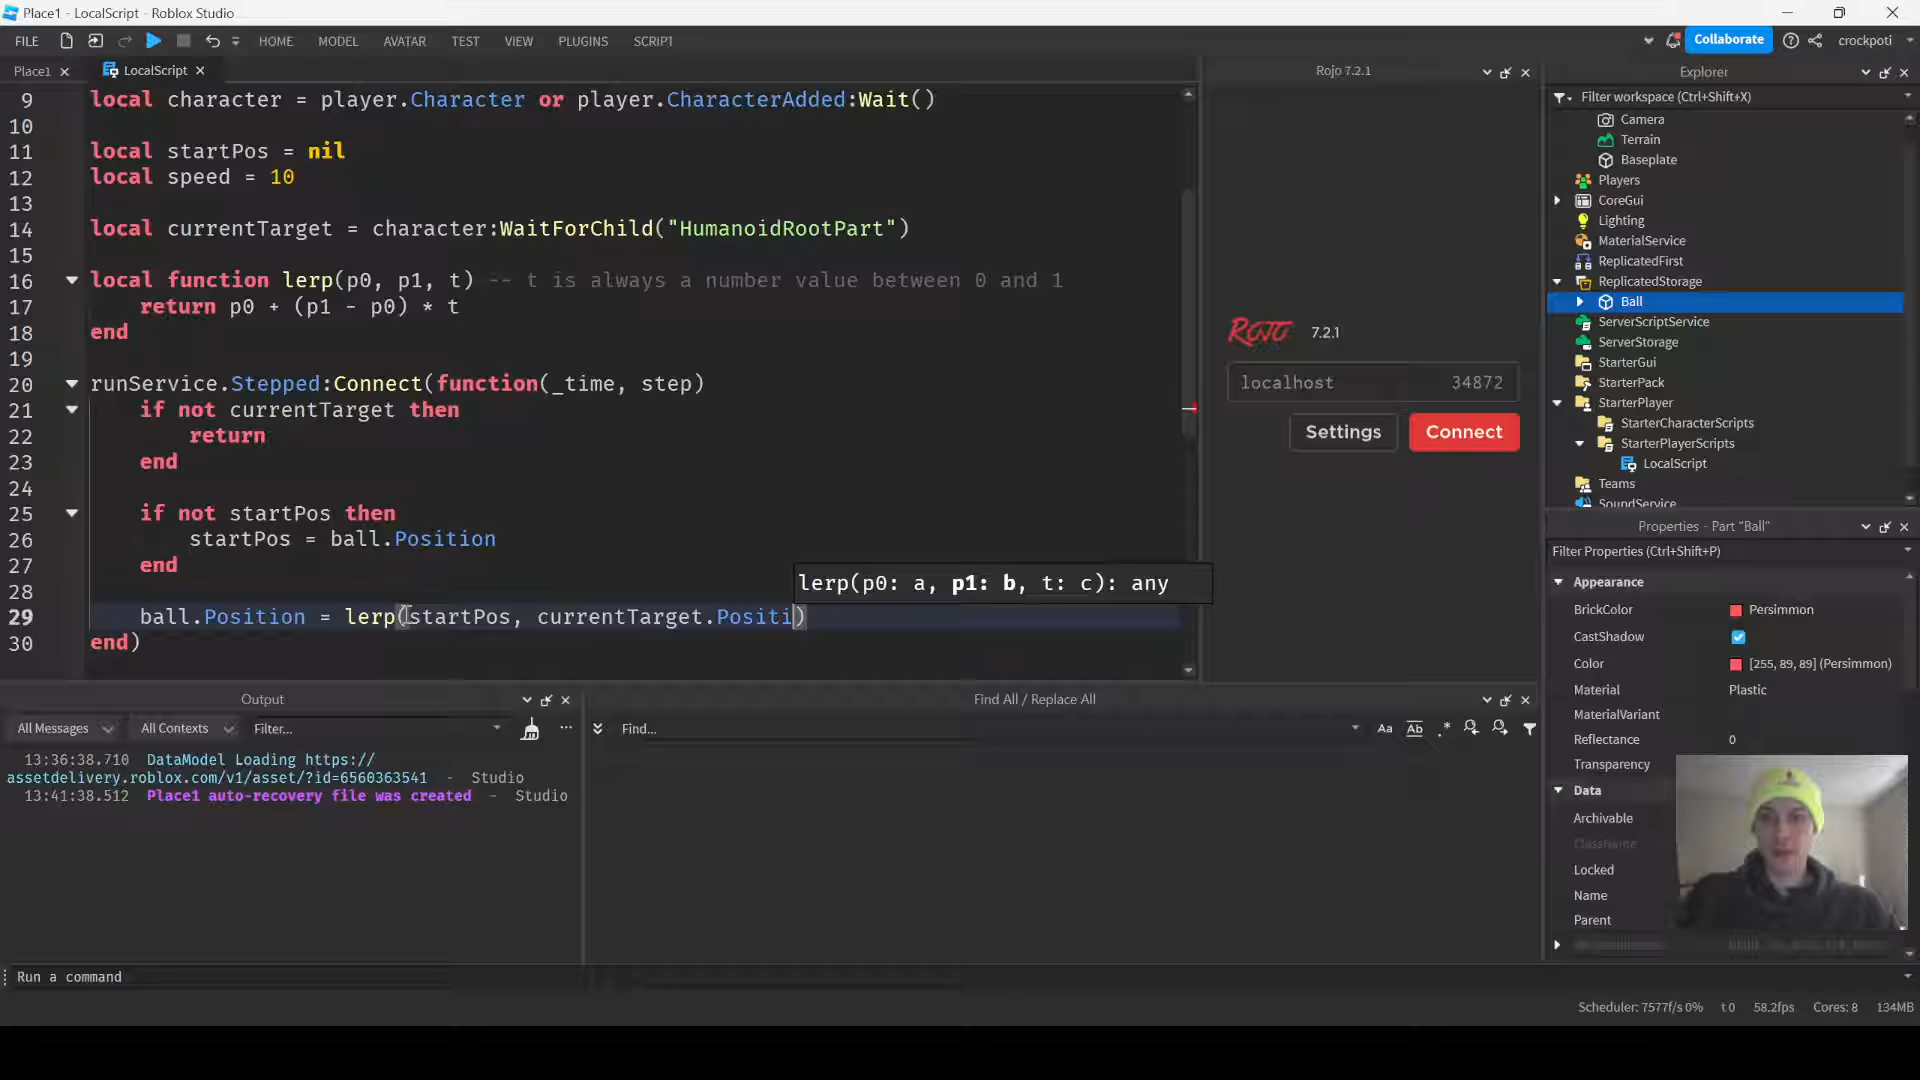 Place1 - LocalScript - Roblox Studio
FILE HOME MODEL AVATAR TEST VIEW PLUGINS SCRIPT Collaborate crockpoti
Place1 LocalScript
9 local character = player.Character or player.CharacterAdded:Wait()
10
11 local startPos = nil
12 local speed = 10
13
14 local currentTarget = character:WaitForChild("HumanoidRootPart")
15
16 local function lerp(p0, p1, t) -- t is always a number value between 0 and 1
17 return p0 + (p1 - p0) * t
18 end
19
20 runService.Stepped:Connect(function(_time, step)
21 if not currentTarget then
22 return
23 end
24
25 if not startPos then
26 startPos = ball.Position
27 end
28
lerp(p0: a, p1: b, t: c): any
29 ball.Position = lerp(startPos, currentTarget.Positi)
30 end)
Rojo 7.2.1
ROJO 7.2.1
localhost 34872
Settings Connect
Explorer
Filter workspace (Ctrl+Shift+X)
Camera
Terrain
Baseplate
Players
CoreGui
Lighting
MaterialService
ReplicatedFirst
ReplicatedStorage
Ball
ServerScriptService
ServerStorage
StarterGui
StarterPack
StarterPlayer
StarterCharacterScripts
StarterPlayerScripts
LocalScript
Teams
SoundService
Properties - Part "Ball"
Filter Properties (Ctrl+Shift+P)
Appearance
BrickColor Persimmon
CastShadow
Color [255, 89, 89] (Persimmon)
Material Plastic
MaterialVariant
Reflectance 0
Transparency
Data
Archivable
ClassName
Locked
Name
Parent
Output
All Messages All Contexts Filter...
13:36:38.710 DataModel Loading https://
assetdelivery.roblox.com/v1/asset/?id=6560363541 - Studio
13:41:38.512 Place1 auto-recovery file was created - Studio
Find All / Replace All
Find... Aa Ab .*
Run a command
Scheduler: 7577f/s 0% t 0 58.2fps Cores: 8 134MB